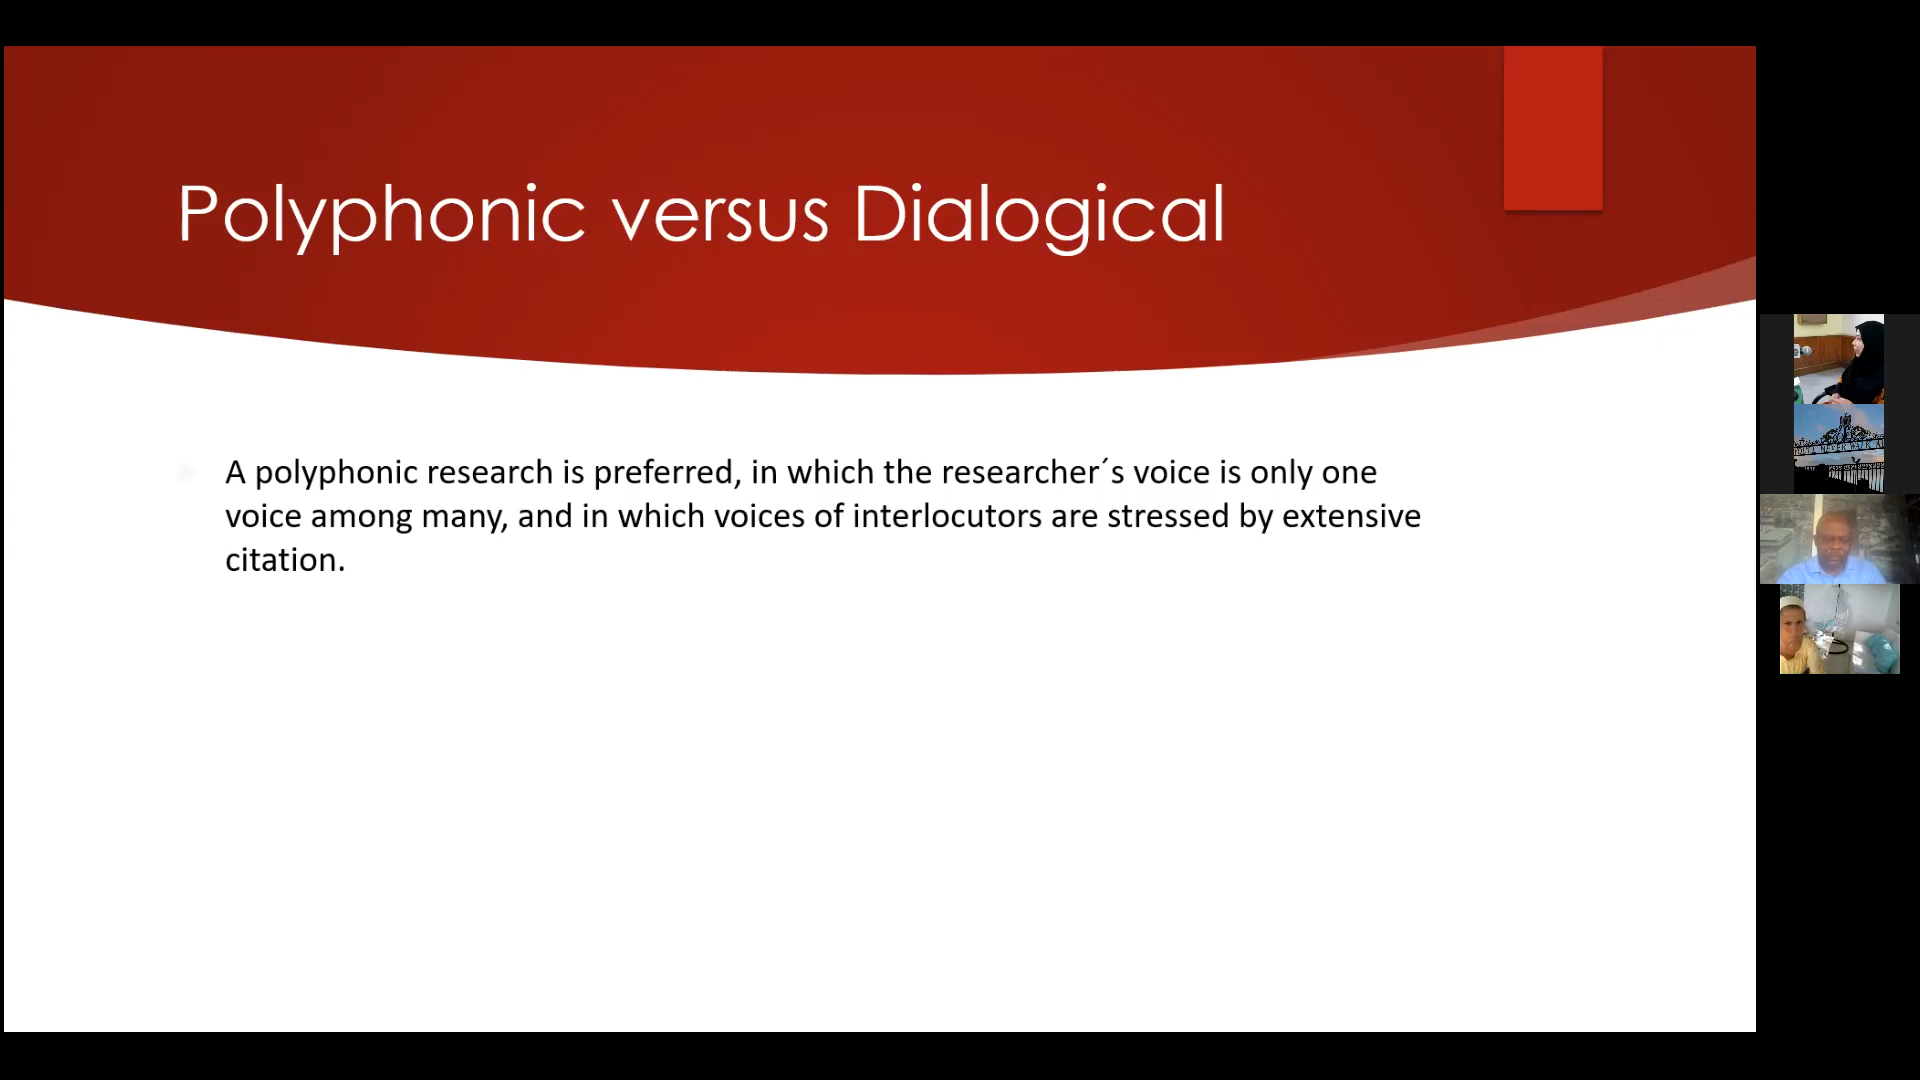 Polyphonic versus Dialogical
A polyphonic research is preferred, in which the researcher´s voice is only one
voice among many, and in which voices of interlocutors are stressed by extensive
citation.